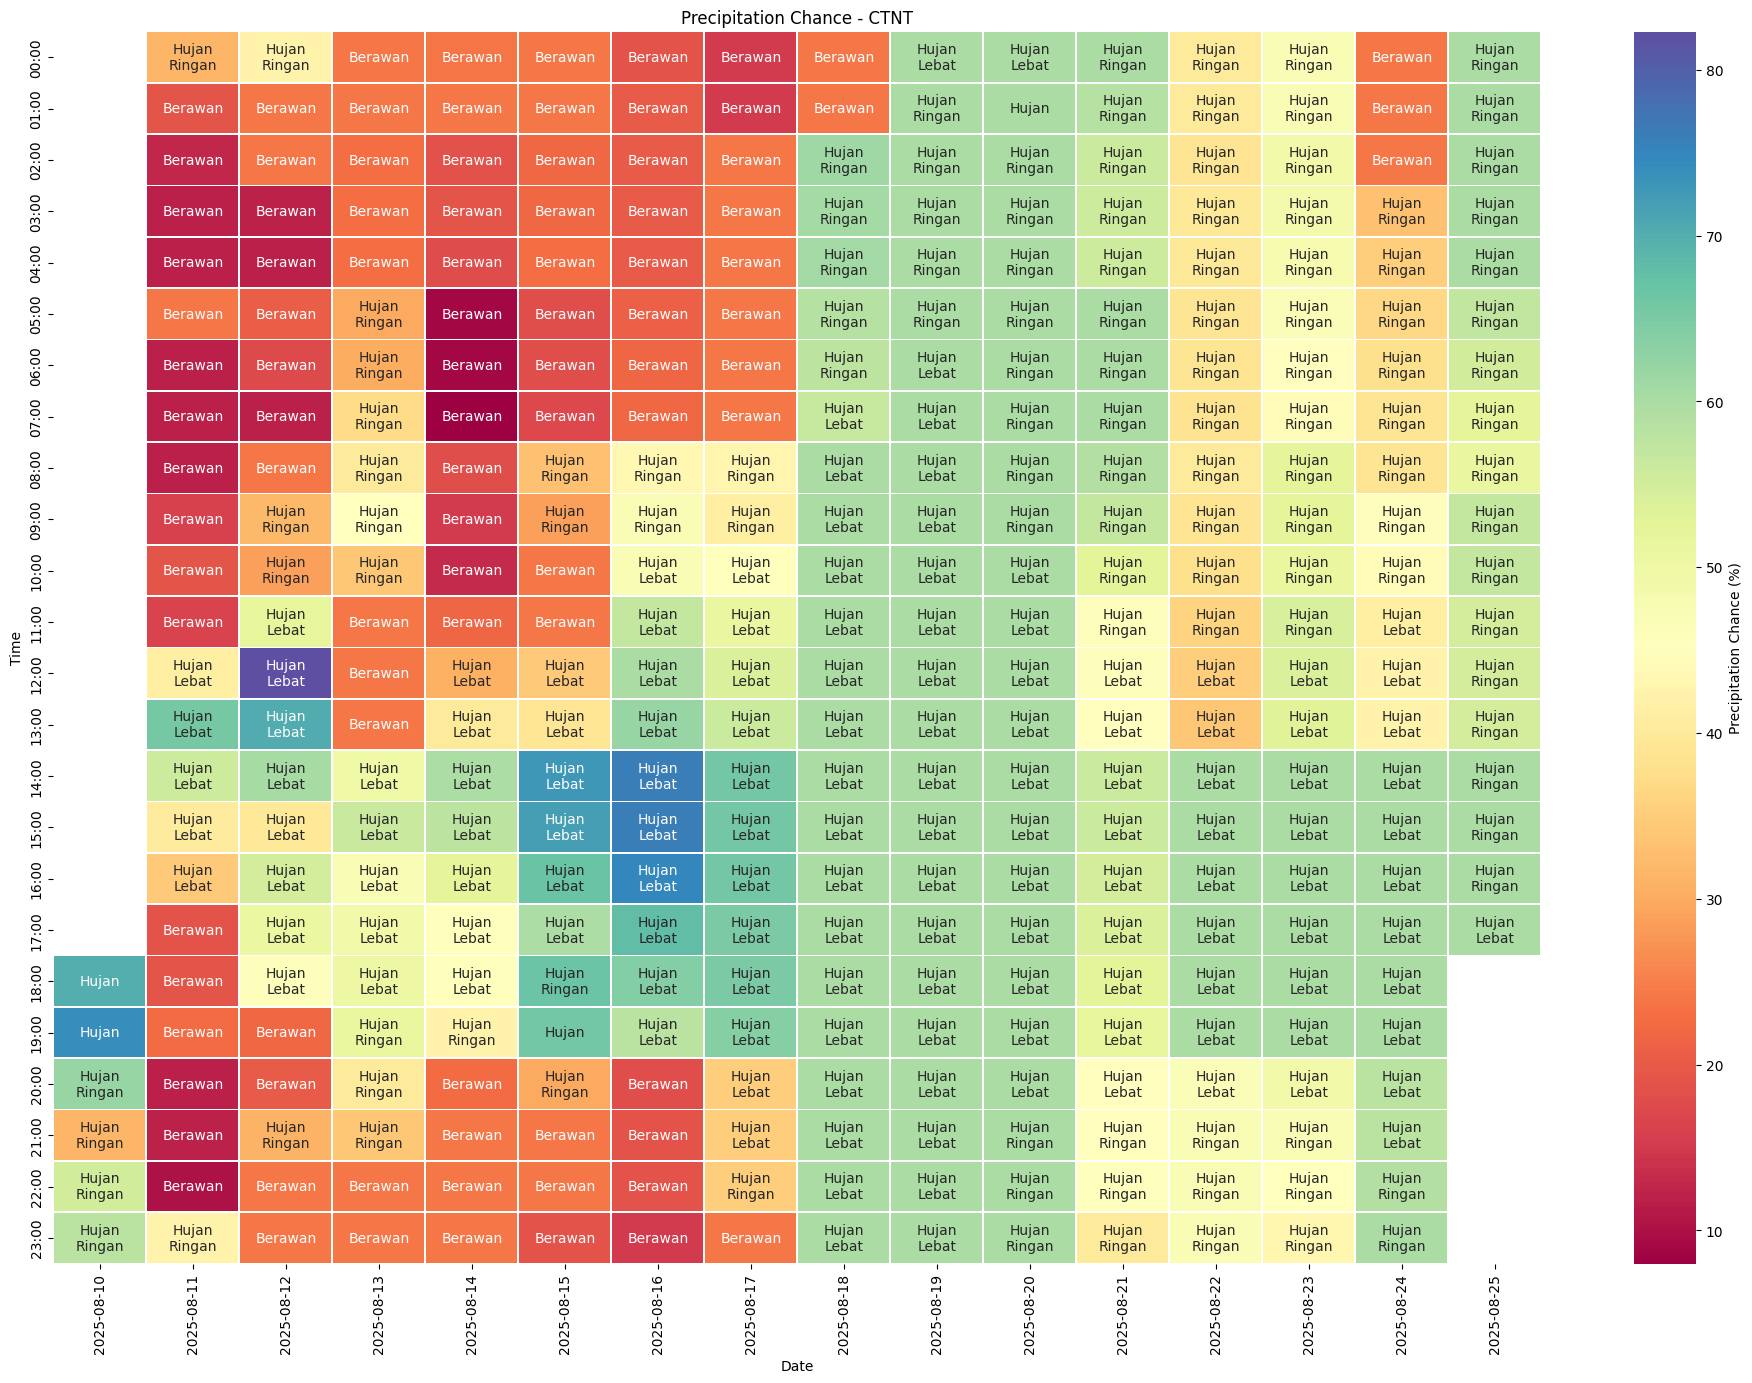 Precipitation Chance - CTNT
00:00 Hujan Ringan Hujan Ringan Berawan Berawan Berawan Berawan Berawan Berawan Hujan Lebat Hujan Lebat Hujan Ringan Hujan Ringan Hujan Ringan Berawan Hujan Ringan
01:00 Berawan Berawan Berawan Berawan Berawan Berawan Berawan Berawan Hujan Ringan Hujan Hujan Ringan Hujan Ringan Hujan Ringan Berawan Hujan Ringan
02:00 Berawan Berawan Berawan Berawan Berawan Berawan Berawan Hujan Ringan Hujan Ringan Hujan Ringan Hujan Ringan Hujan Ringan Hujan Ringan Berawan Hujan Ringan
03:00 Berawan Berawan Berawan Berawan Berawan Berawan Berawan Hujan Ringan Hujan Ringan Hujan Ringan Hujan Ringan Hujan Ringan Hujan Ringan Hujan Ringan Hujan Ringan
04:00 Berawan Berawan Berawan Berawan Berawan Berawan Berawan Hujan Ringan Hujan Ringan Hujan Ringan Hujan Ringan Hujan Ringan Hujan Ringan Hujan Ringan Hujan Ringan
05:00 Berawan Berawan Hujan Ringan Berawan Berawan Berawan Berawan Hujan Ringan Hujan Ringan Hujan Ringan Hujan Ringan Hujan Ringan Hujan Ringan Hujan Ringan Hujan Ringan
06:00 Berawan Berawan Hujan Ringan Berawan Berawan Berawan Berawan Hujan Ringan Hujan Lebat Hujan Ringan Hujan Ringan Hujan Ringan Hujan Ringan Hujan Ringan Hujan Ringan
07:00 Berawan Berawan Hujan Ringan Berawan Berawan Berawan Berawan Hujan Lebat Hujan Lebat Hujan Ringan Hujan Ringan Hujan Ringan Hujan Ringan Hujan Ringan Hujan Ringan
08:00 Berawan Berawan Hujan Ringan Berawan Hujan Ringan Hujan Ringan Hujan Ringan Hujan Lebat Hujan Lebat Hujan Ringan Hujan Ringan Hujan Ringan Hujan Ringan Hujan Ringan Hujan Ringan
09:00 Berawan Hujan Ringan Hujan Ringan Berawan Hujan Ringan Hujan Ringan Hujan Ringan Hujan Lebat Hujan Lebat Hujan Ringan Hujan Ringan Hujan Ringan Hujan Ringan Hujan Ringan Hujan Ringan
10:00 Berawan Hujan Ringan Hujan Ringan Berawan Berawan Hujan Lebat Hujan Lebat Hujan Lebat Hujan Lebat Hujan Lebat Hujan Ringan Hujan Ringan Hujan Ringan Hujan Ringan Hujan Ringan
11:00 Berawan Hujan Lebat Berawan Berawan Berawan Hujan Lebat Hujan Lebat Hujan Lebat Hujan Lebat Hujan Lebat Hujan Ringan Hujan Ringan Hujan Ringan Hujan Lebat Hujan Ringan
12:00 Hujan Lebat Hujan Lebat Berawan Hujan Lebat Hujan Lebat Hujan Lebat Hujan Lebat Hujan Lebat Hujan Lebat Hujan Lebat Hujan Lebat Hujan Lebat Hujan Lebat Hujan Lebat Hujan Ringan
13:00 Hujan Lebat Hujan Lebat Berawan Hujan Lebat Hujan Lebat Hujan Lebat Hujan Lebat Hujan Lebat Hujan Lebat Hujan Lebat Hujan Lebat Hujan Lebat Hujan Lebat Hujan Lebat Hujan Ringan
14:00 Hujan Lebat Hujan Lebat Hujan Lebat Hujan Lebat Hujan Lebat Hujan Lebat Hujan Lebat Hujan Lebat Hujan Lebat Hujan Lebat Hujan Lebat Hujan Lebat Hujan Lebat Hujan Lebat Hujan Ringan
15:00 Hujan Lebat Hujan Lebat Hujan Lebat Hujan Lebat Hujan Lebat Hujan Lebat Hujan Lebat Hujan Lebat Hujan Lebat Hujan Lebat Hujan Lebat Hujan Lebat Hujan Lebat Hujan Lebat Hujan Ringan
16:00 Hujan Lebat Hujan Lebat Hujan Lebat Hujan Lebat Hujan Lebat Hujan Lebat Hujan Lebat Hujan Lebat Hujan Lebat Hujan Lebat Hujan Lebat Hujan Lebat Hujan Lebat Hujan Lebat Hujan Ringan
17:00 Berawan Hujan Lebat Hujan Lebat Hujan Lebat Hujan Lebat Hujan Lebat Hujan Lebat Hujan Lebat Hujan Lebat Hujan Lebat Hujan Lebat Hujan Lebat Hujan Lebat Hujan Lebat Hujan Lebat
18:00 Hujan Berawan Hujan Lebat Hujan Lebat Hujan Lebat Hujan Ringan Hujan Lebat Hujan Lebat Hujan Lebat Hujan Lebat Hujan Lebat Hujan Lebat Hujan Lebat Hujan Lebat Hujan Lebat
19:00 Hujan Berawan Berawan Hujan Ringan Hujan Ringan Hujan Hujan Lebat Hujan Lebat Hujan Lebat Hujan Lebat Hujan Lebat Hujan Lebat Hujan Lebat Hujan Lebat Hujan Lebat
20:00 Hujan Ringan Berawan Berawan Hujan Ringan Berawan Hujan Ringan Berawan Hujan Lebat Hujan Lebat Hujan Lebat Hujan Lebat Hujan Lebat Hujan Lebat Hujan Lebat Hujan Lebat
21:00 Hujan Ringan Berawan Hujan Ringan Hujan Ringan Berawan Berawan Berawan Hujan Lebat Hujan Lebat Hujan Lebat Hujan Ringan Hujan Ringan Hujan Ringan Hujan Ringan Hujan Lebat
22:00 Hujan Ringan Berawan Berawan Berawan Berawan Berawan Berawan Hujan Ringan Hujan Lebat Hujan Lebat Hujan Ringan Hujan Ringan Hujan Ringan Hujan Ringan Hujan Ringan
23:00 Hujan Ringan Hujan Ringan Berawan Berawan Berawan Berawan Berawan Berawan Hujan Lebat Hujan Lebat Hujan Ringan Hujan Ringan Hujan Ringan Hujan Ringan Hujan Ringan
Time
2025-08-10 2025-08-11 2025-08-12 2025-08-13 2025-08-14 2025-08-15 2025-08-16 2025-08-17 2025-08-18 2025-08-19 2025-08-20 2025-08-21 2025-08-22 2025-08-23 2025-08-24 2025-08-25
Date
80
70
60
50
40
30
20
10
Precipitation Chance (%)